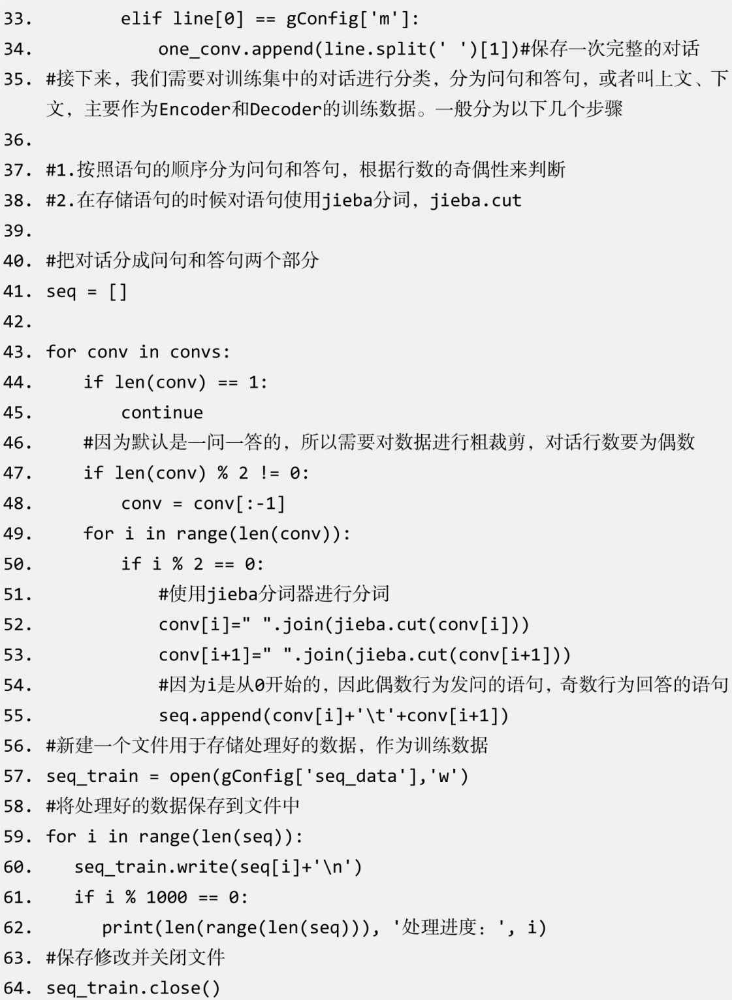 33.         elif line[0] == gConfig['m']:
34.             one_conv.append(line.split(' ')[1])#保存一次完整的对话
35. #接下来，我们需要对训练集中的对话进行分类，分为问句和答句，或者叫上文、下
文，主要作为Encoder和Decoder的训练数据。一般分为以下几个步骤
36.
37. #1.按照语句的顺序分为问句和答句，根据行数的奇偶性来判断
38. #2.在存储语句的时候对语句使用jieba分词，jieba.cut
39.
40. #把对话分成问句和答句两个部分
41. seq = []
42.
43. for conv in convs:
44.     if len(conv) == 1:
45.         continue
46.     #因为默认是一问一答的，所以需要对数据进行粗裁剪，对话行数要为偶数
47.     if len(conv) % 2 != 0:
48.         conv = conv[:-1]
49.     for i in range(len(conv)):
50.         if i % 2 == 0:
51.             #使用jieba分词器进行分词
52.             conv[i]=" ".join(jieba.cut(conv[i]))
53.             conv[i+1]=" ".join(jieba.cut(conv[i+1]))
54.             #因为i是从0开始的，因此偶数行为发问的语句，奇数行为回答的语句
55.             seq.append(conv[i]+'\t'+conv[i+1])
56. #新建一个文件用于存储处理好的数据，作为训练数据
57. seq_train = open(gConfig['seq_data'],'w')
58. #将处理好的数据保存到文件中
59. for i in range(len(seq)):
60.    seq_train.write(seq[i]+'\n')
61.    if i % 1000 == 0:
62.       print(len(range(len(seq))), '处理进度：', i)
63. #保存修改并关闭文件
64. seq_train.close()